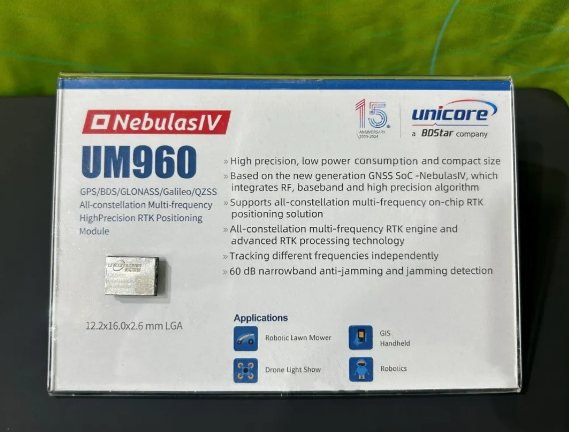 NebulasIV
15
unicore
a BDStar company
UM960
GPS/BDS/GLONASS/Galileo/QZSS
All-constellation Multi-frequency
HighPrecision RTK Positioning
Module
» High precision, low power consumption and compact size
» Based on the new generation GNSS SoC -NebulasIV, which
integrates RF, baseband and high precision algorithm
» Supports all-constellation multi-frequency on-chip RTK
positioning solution
» All-constellation multi-frequency RTK engine and
advanced RTK processing technology
» Tracking different frequencies independently
» 60 dB narrowband anti-jamming and jamming detection
unicore
12.2x16.0x2.6 mm LGA
Applications
Robotic Lawn Mower
GIS
Handheld
Drone Light Show
Robotics